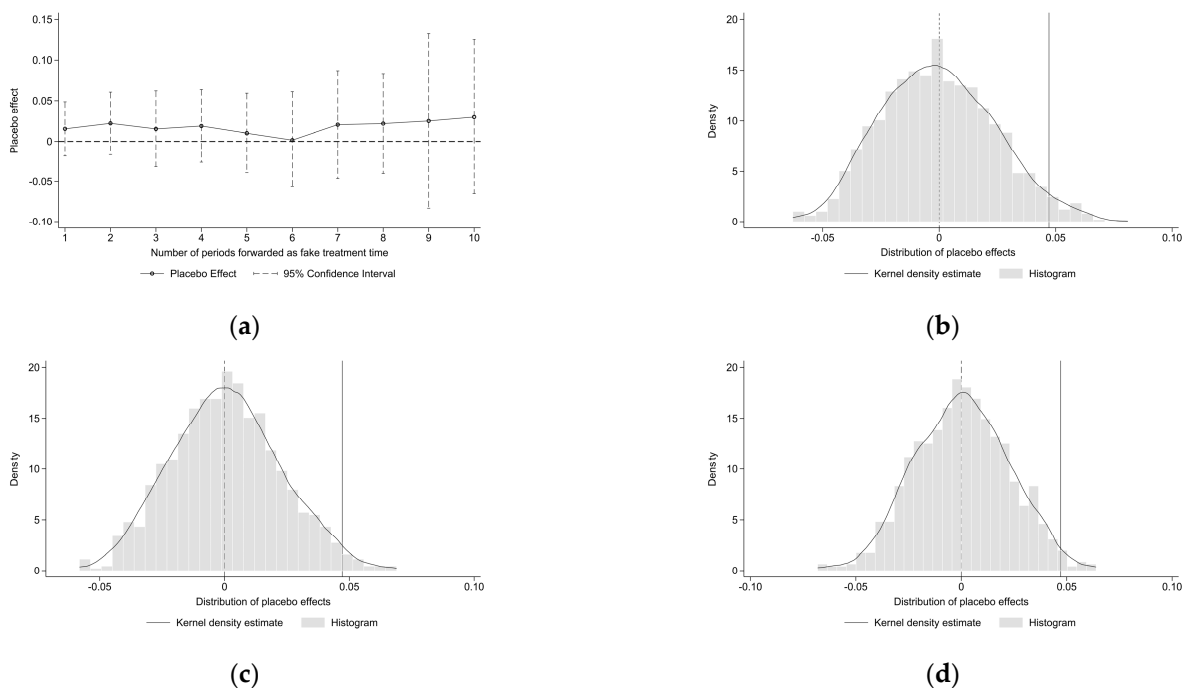 0.15
0.10
0.05
0
-0.05
-0.10
Placebo effect
1 2 3 4 5 6 7 8 9 10
Number of periods forwarded as fake treatment time
Placebo Effect 95% Confidence Interval
(a)
20
15
10
5
0
Density
-0.05 0 0.05 0.10
Distribution of placebo effects
Kernel density estimate Histogram
(b)
20
15
10
5
0
Densty
-0.05 0 0.05 0.10
Distribution of placebo effects
Kernel density estimate Histogram
(c)
20
15
10
5
0
Densty
-0.10 -0.05 0 0.05 0.10
Distribution of placebo effects
Kernel density estimate Histogram
(d)